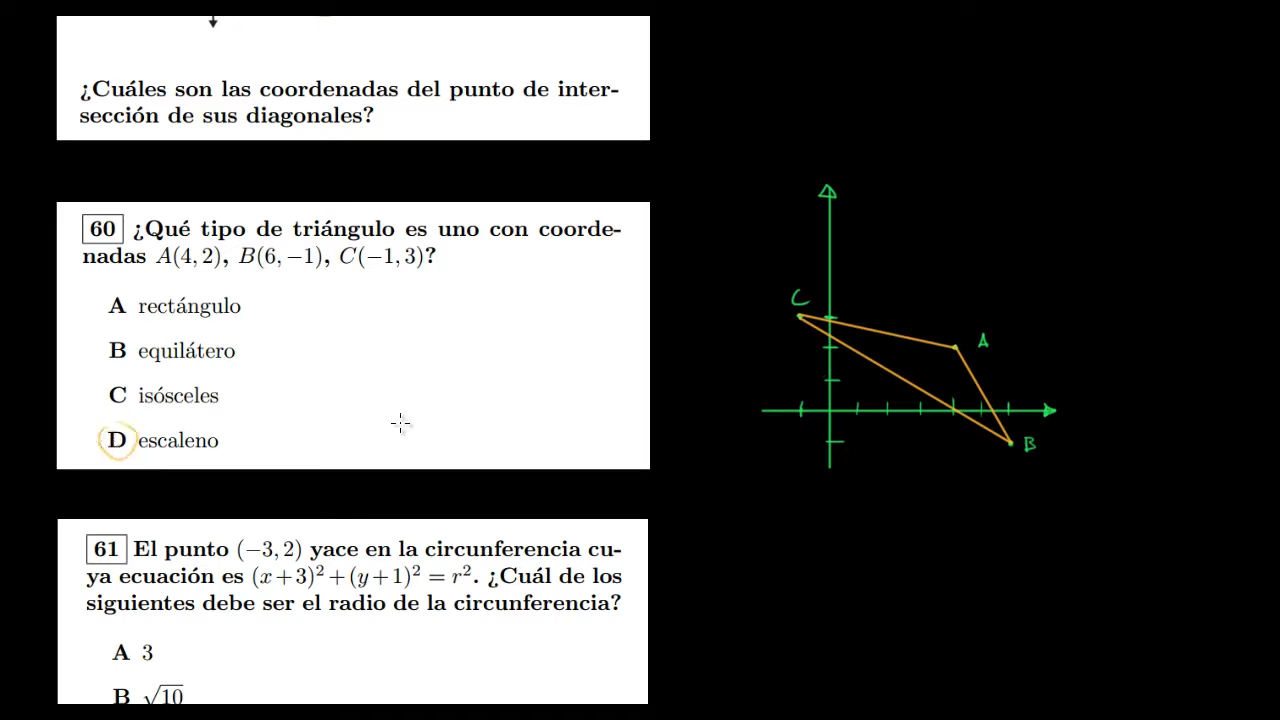 ¿Cuáles son las coordenadas del punto de inter-
sección de sus diagonales?
60 ¿Qué tipo de triángulo es uno con coorde-
nadas A(4, 2), B(6, −1), C(−1, 3)?
A rectángulo
B equilátero
C isósceles
D escaleno
C
A
B
61 El punto (−3, 2) yace en la circunferencia cu-
ya ecuación es (x+3)² +(y+1)² = r². ¿Cuál de los
siguientes debe ser el radio de la circunferencia?
A 3
B √10